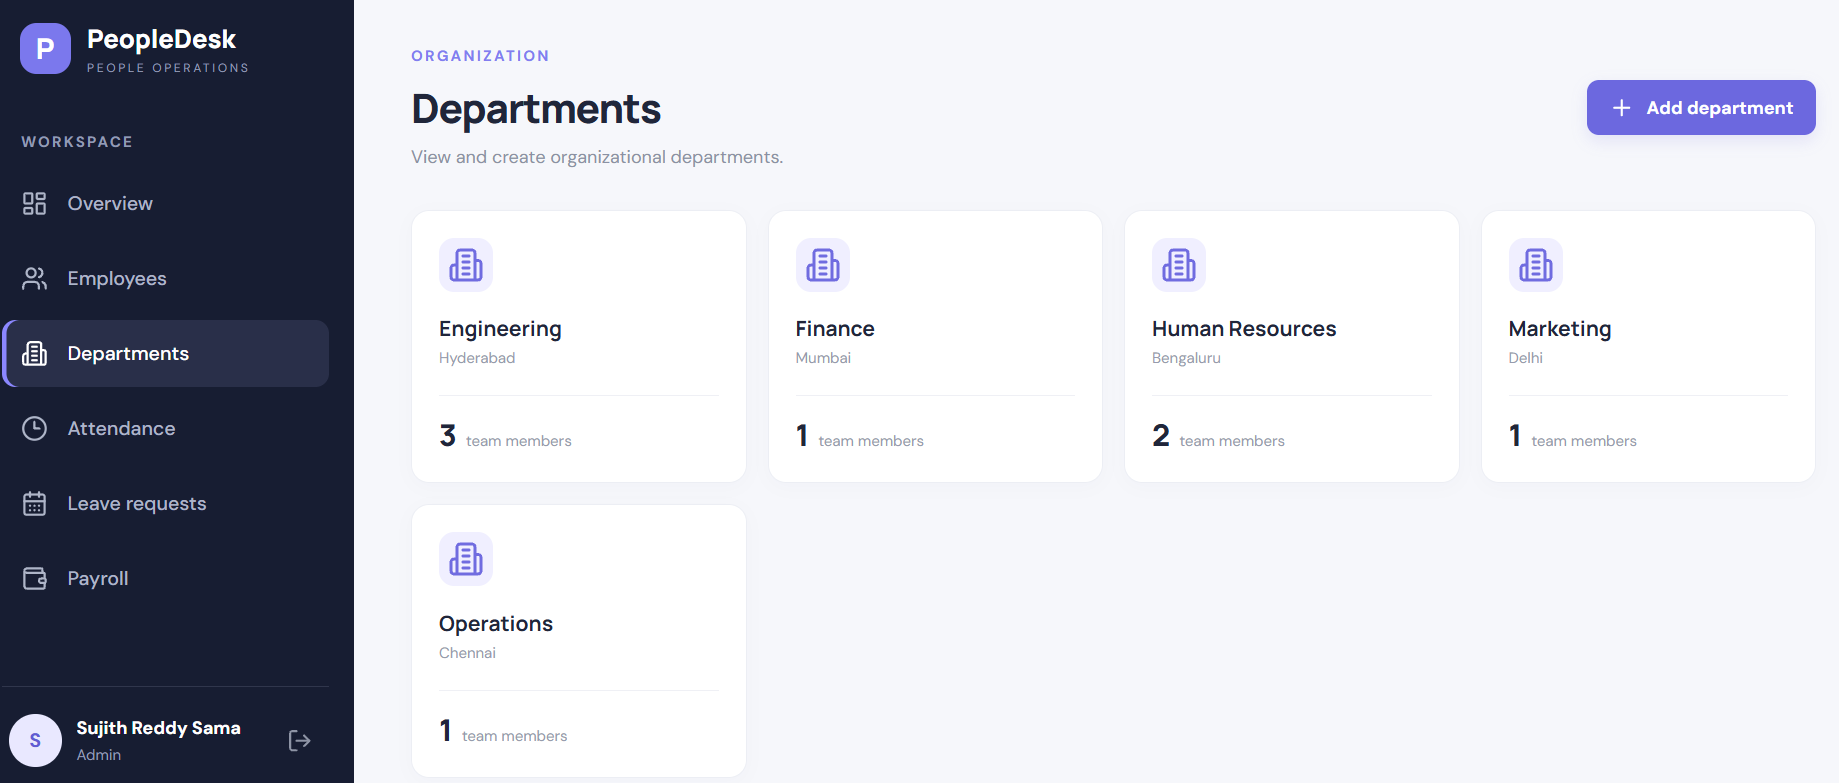 P
PeopleDesk
PEOPLE OPERATIONS
WORKSPACE
Overview
Employees
Departments
Attendance
Leave requests
Payroll
S
Sujith Reddy Sama
Admin
ORGANIZATION
Departments
View and create organizational departments.
Add department
Engineering
Hyderabad
3 team members
Finance
Mumbai
1 team members
Human Resources
Bengaluru
2 team members
Marketing
Delhi
1 team members
Operations
Chennai
1 team members